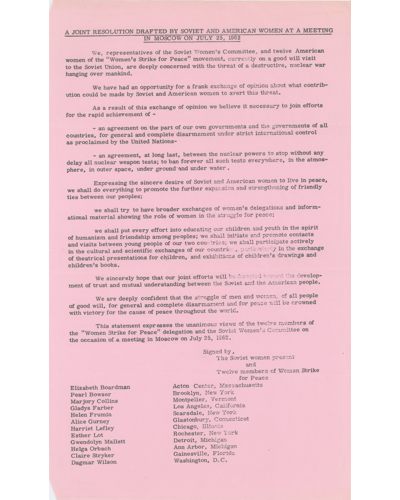 A JOINT RESOLUTION DRAFTED BY SOVIET AND AMERICAN WOMEN AT A MEETING
IN MOSCOW ON JULY 25, 1962
We, representatives of the Soviet Women's Committee, and twelve American
women of the "Women's Strike for Peace" movement, currently on a good will visit
to the Soviet Union, are deeply concerned with the threat of a destructive, nuclear war
hanging over mankind.
We have had an opportunity for a frank exchange of opinion about what contrib-
ution could be made by Soviet and American women to avert this threat.
As a result of this exchange of opinion we believe it necessary to join efforts
for the rapid achievement of -
- an agreement on the part of our own governments and the governments of all
countries, for general and complete disarmament under strict international control
as proclaimed by the United Nations-
- an agreement, at long last, between the nuclear powers to stop without any
delay all nuclear weapon tests; to ban forever all such tests everywhere, in the atmos-
phere, in outer space, under ground and under water.
Expressing the sincere desire of Soviet and American women to live in peace,
we shall do everything to promote the further expansion and strengthening of friendly
ties between our peoples;
we shall try to have broader exchanges of women's delegations and inform-
ational material showing the role of women in the struggle for peace;
we shall put every effort into educating our children and youth in the spirit
of humanism and friendship among peoples; we shall initiate and promote contacts
and visits between young people of our two countries; we shall participate actively
in the cultural and scientific exchanges of our countries, particularly in the exchange
of theatrical presentations for children, and exhibitions of children's drawings and
children's books.
We sincerely hope that our joint efforts will be directed toward the develop-
ment of trust and mutual understanding between the Soviet and the American people.
We are deeply confident that the struggle of men and women, of all people
of good will, for general and complete disarmament and for peace will be crowned
with victory for the cause of peace throughout the world.
This statement expresses the unanimous views of the twelve members of
the "Women Strike for Peace" delegation and the Soviet Women's Committee on
the occasion of a meeting in Moscow on July 25, 1962.
Signed by,
The Soviet women present
and
Twelve members of Women Strike
for Peace
Elizabeth Boardman Acton Center, Massachusetts
Pearl Bowser Brooklyn, New York
Marjory Collins Montpelier, Vermont
Gladys Farber Los Angeles, California
Helen Frumin Scarsdale, New York
Alice Gurney Glastonbury, Connecticut
Harriet Lefley Chicago, Illinois
Esther Lot Rochester, New York
Gwendolyn Mallett Detroit, Michigan
Helga Orbach Ann Arbor, Michigan
Claire Stryker Gainesville, Florida
Dagmar Wilson Washington, D.C.